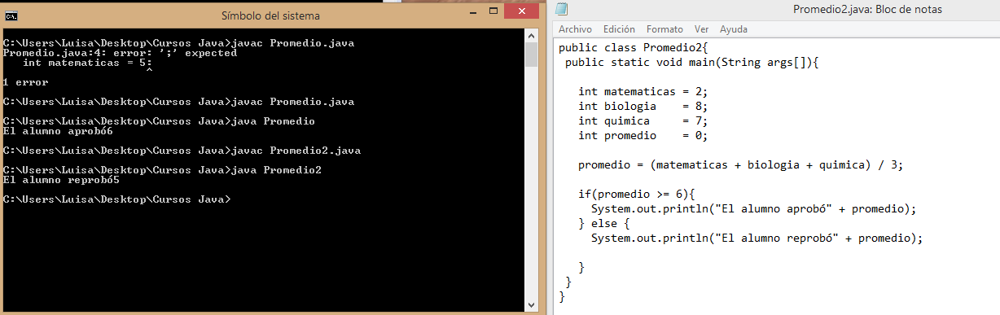 Símbolo del sistema
C:\Users\Luisa\Desktop\Cursos Java>javac Promedio.java
Promedio.java:4: error: ';' expected
   int matematicas = 5:
                      ^
1 error
C:\Users\Luisa\Desktop\Cursos Java>javac Promedio.java
C:\Users\Luisa\Desktop\Cursos Java>java Promedio
El alumno aprobó6
C:\Users\Luisa\Desktop\Cursos Java>javac Promedio2.java
C:\Users\Luisa\Desktop\Cursos Java>java Promedio2
El alumno reprobó5
C:\Users\Luisa\Desktop\Cursos Java>
Promedio2.java: Bloc de notas
Archivo Edición Formato Ver Ayuda
public class Promedio2{
 public static void main(String args[]){
   int matematicas = 2;
   int biologia    = 8;
   int quimica     = 7;
   int promedio    = 0;
   promedio = (matematicas + biologia + quimica) / 3;
   if(promedio >= 6){
     System.out.println("El alumno aprobó" + promedio);
   } else {
     System.out.println("El alumno reprobó" + promedio);
   }
 }
}